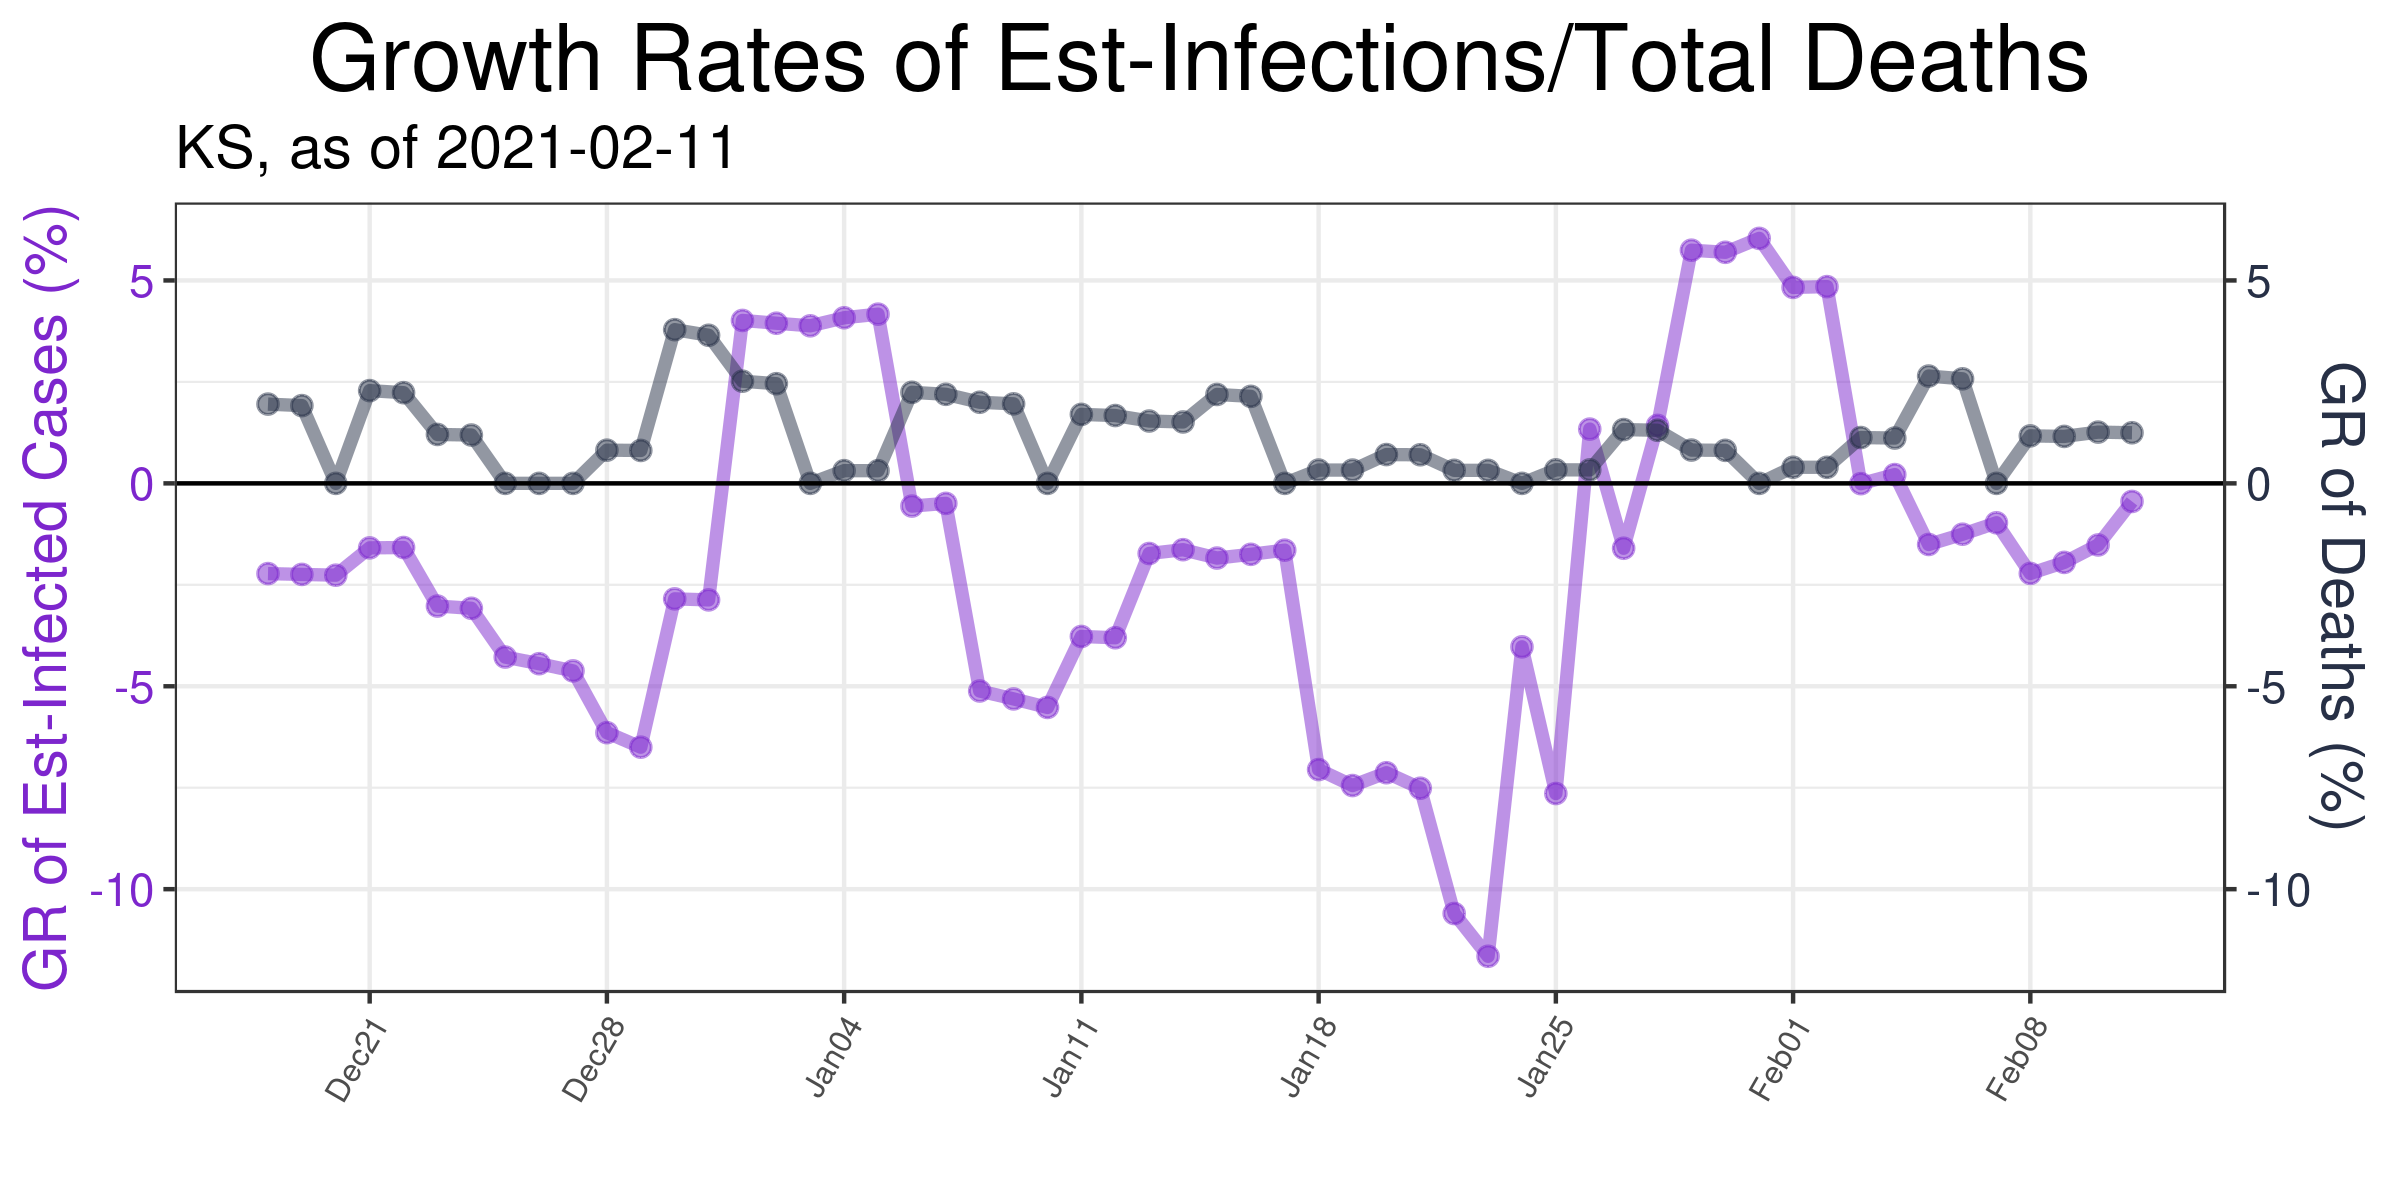 Growth Rates of Est-Infections/Total Deaths
KS, as of 2021-02-11
GR of Est-Infected Cases (%)
5
0
-5
-10
5
0
-5
-10
GR of Deaths (%)
Dec21
Dec28
Jan04
Jan11
Jan18
Jan25
Feb01
Feb08